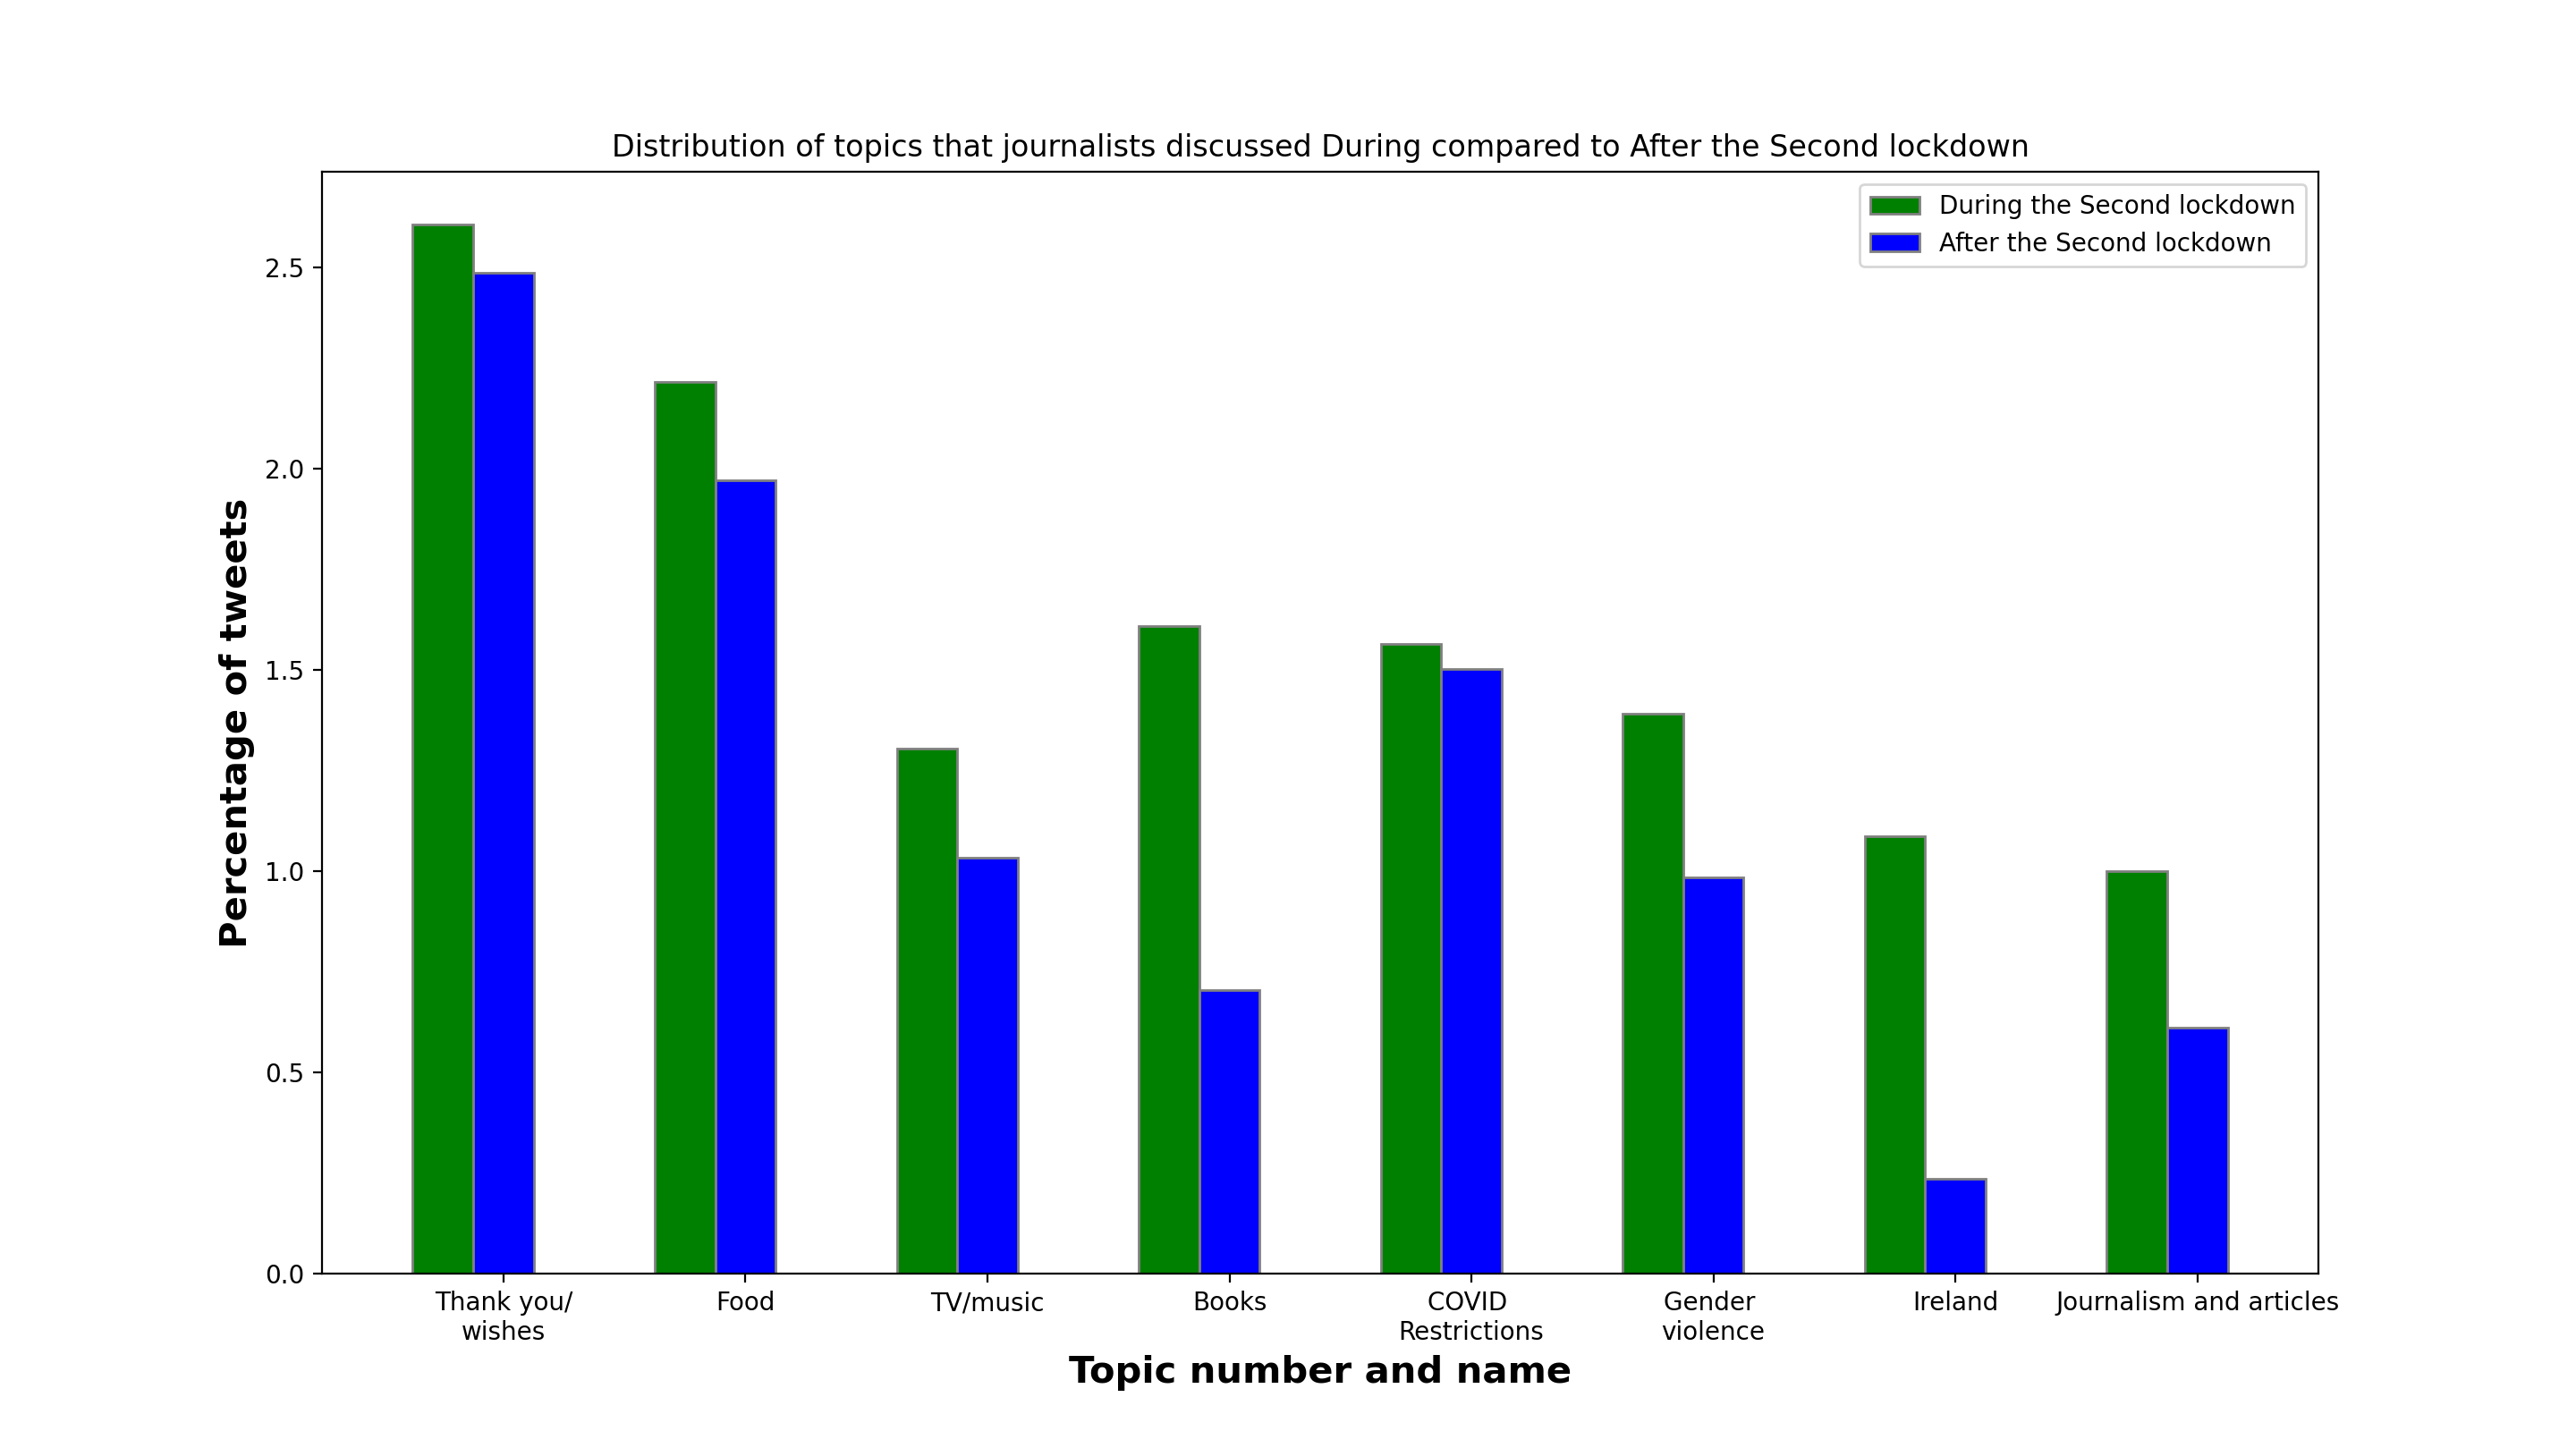 Distribution of topics that journalists discussed During compared to After the Second lockdown
During the Second lockdown
After the Second lockdown
Percentage of tweets
2.5
2.0
1.5
1.0
0.5
0.0
Thank you/
wishes
Food
TV/music
Books
COVID
Restrictions
Gender
violence
Ireland
Journalism and articles
Topic number and name